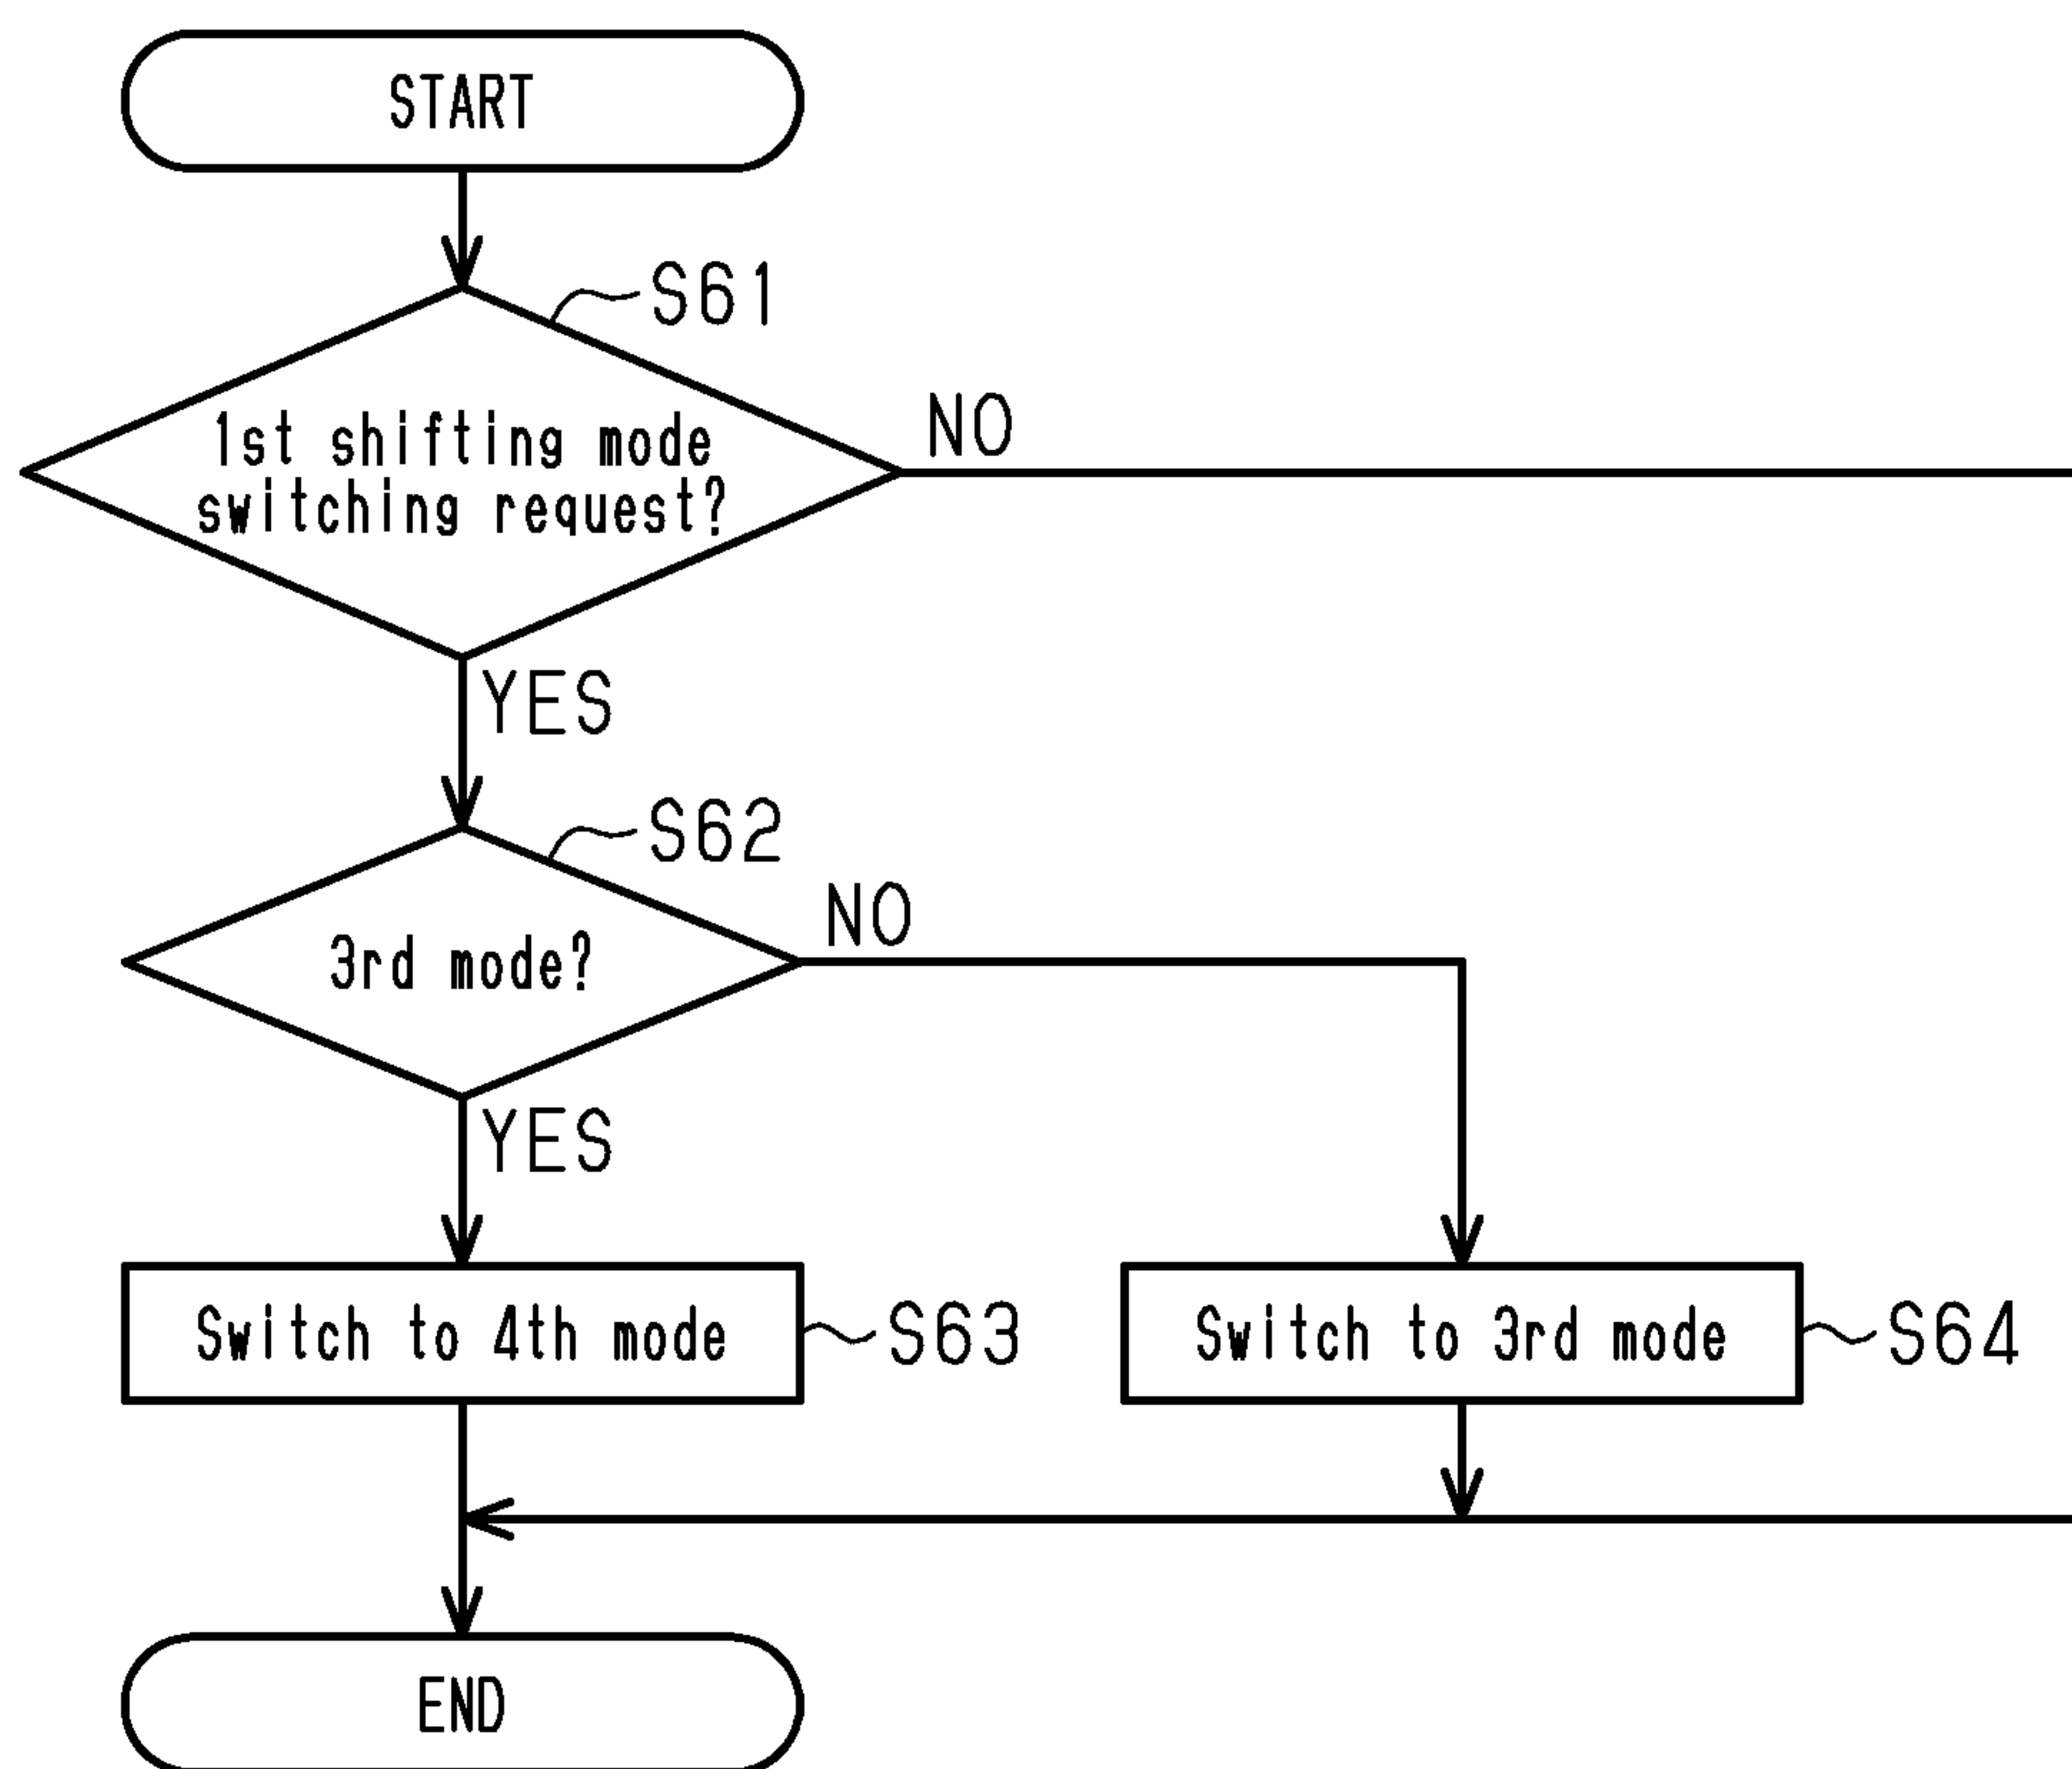 START
S61
1st shifting mode
switching request?
NO
YES
S62
3rd mode?
NO
YES
Switch to 4th mode
S63
Switch to 3rd mode
S64
END